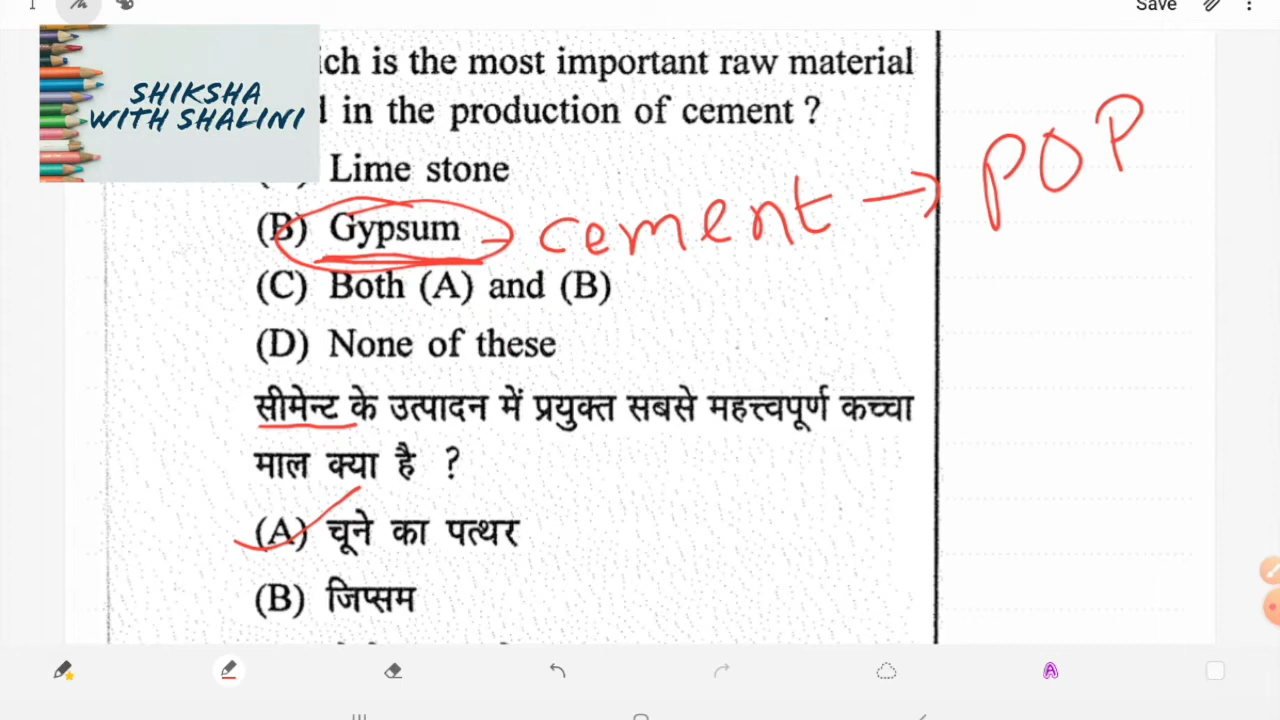 1
Save
SHIKSHA
WITH SHALINI
ich is the most important raw material
l in the production of cement ?
Lime stone
(B) Gypsum → cement → POP
(C) Both (A) and (B)
(D) None of these
सीमेन्ट के उत्पादन में प्रयुक्त सबसे महत्त्वपूर्ण कच्चा
माल क्या है ?
(A) चूने का पत्थर
(B) जिप्सम